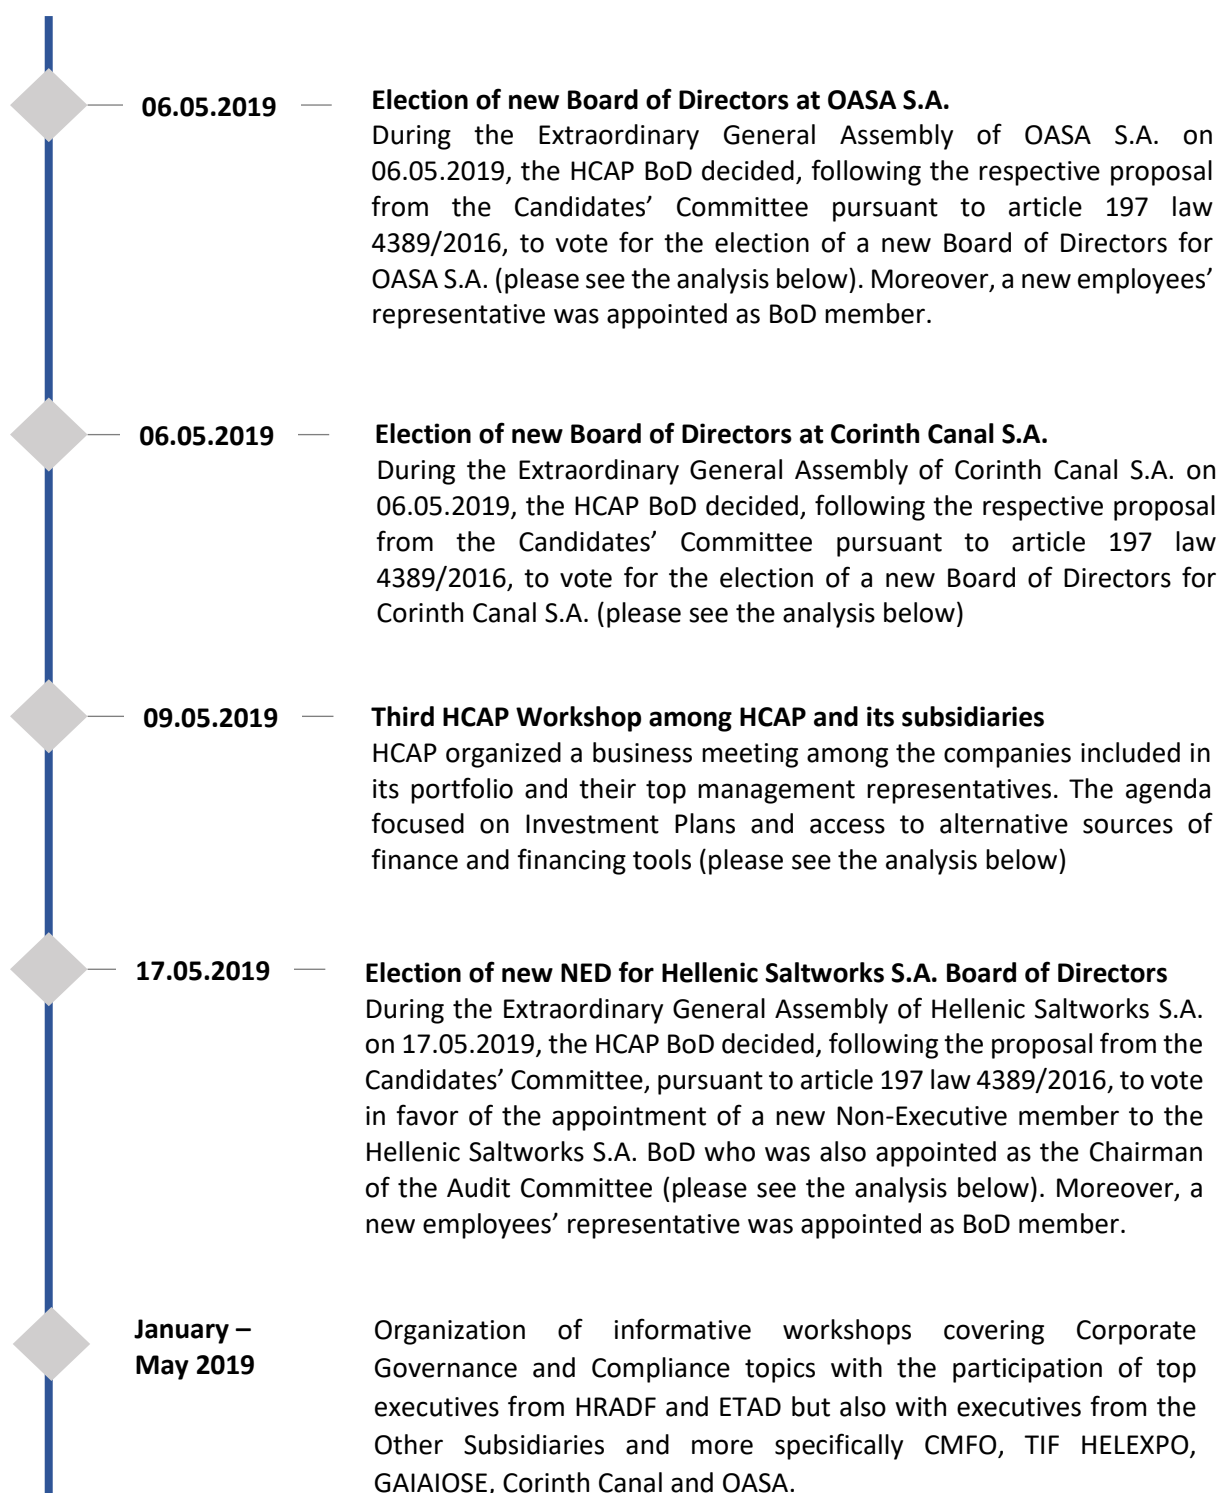 06.05.2019
Election of new Board of Directors at OASA S.A.
During the Extraordinary General Assembly of OASA S.A. on
06.05.2019, the HCAP BoD decided, following the respective proposal
from the Candidates’ Committee pursuant to article 197 law
4389/2016, to vote for the election of a new Board of Directors for
OASA S.A. (please see the analysis below). Moreover, a new employees’
representative was appointed as BoD member.
06.05.2019
Election of new Board of Directors at Corinth Canal S.A.
During the Extraordinary General Assembly of Corinth Canal S.A. on
06.05.2019, the HCAP BoD decided, following the respective proposal
from the Candidates’ Committee pursuant to article 197 law
4389/2016, to vote for the election of a new Board of Directors for
Corinth Canal S.A. (please see the analysis below)
09.05.2019
Third HCAP Workshop among HCAP and its subsidiaries
HCAP organized a business meeting among the companies included in
its portfolio and their top management representatives. The agenda
focused on Investment Plans and access to alternative sources of
finance and financing tools (please see the analysis below)
17.05.2019
Election of new NED for Hellenic Saltworks S.A. Board of Directors
During the Extraordinary General Assembly of Hellenic Saltworks S.A.
on 17.05.2019, the HCAP BoD decided, following the proposal from the
Candidates’ Committee, pursuant to article 197 law 4389/2016, to vote
in favor of the appointment of a new Non-Executive member to the
Hellenic Saltworks S.A. BoD who was also appointed as the Chairman
of the Audit Committee (please see the analysis below). Moreover, a
new employees’ representative was appointed as BoD member.
January –
May 2019
Organization of informative workshops covering Corporate
Governance and Compliance topics with the participation of top
executives from HRADF and ETAD but also with executives from the
Other Subsidiaries and more specifically CMFO, TIF HELEXPO,
GAIAIOSE, Corinth Canal and OASA.